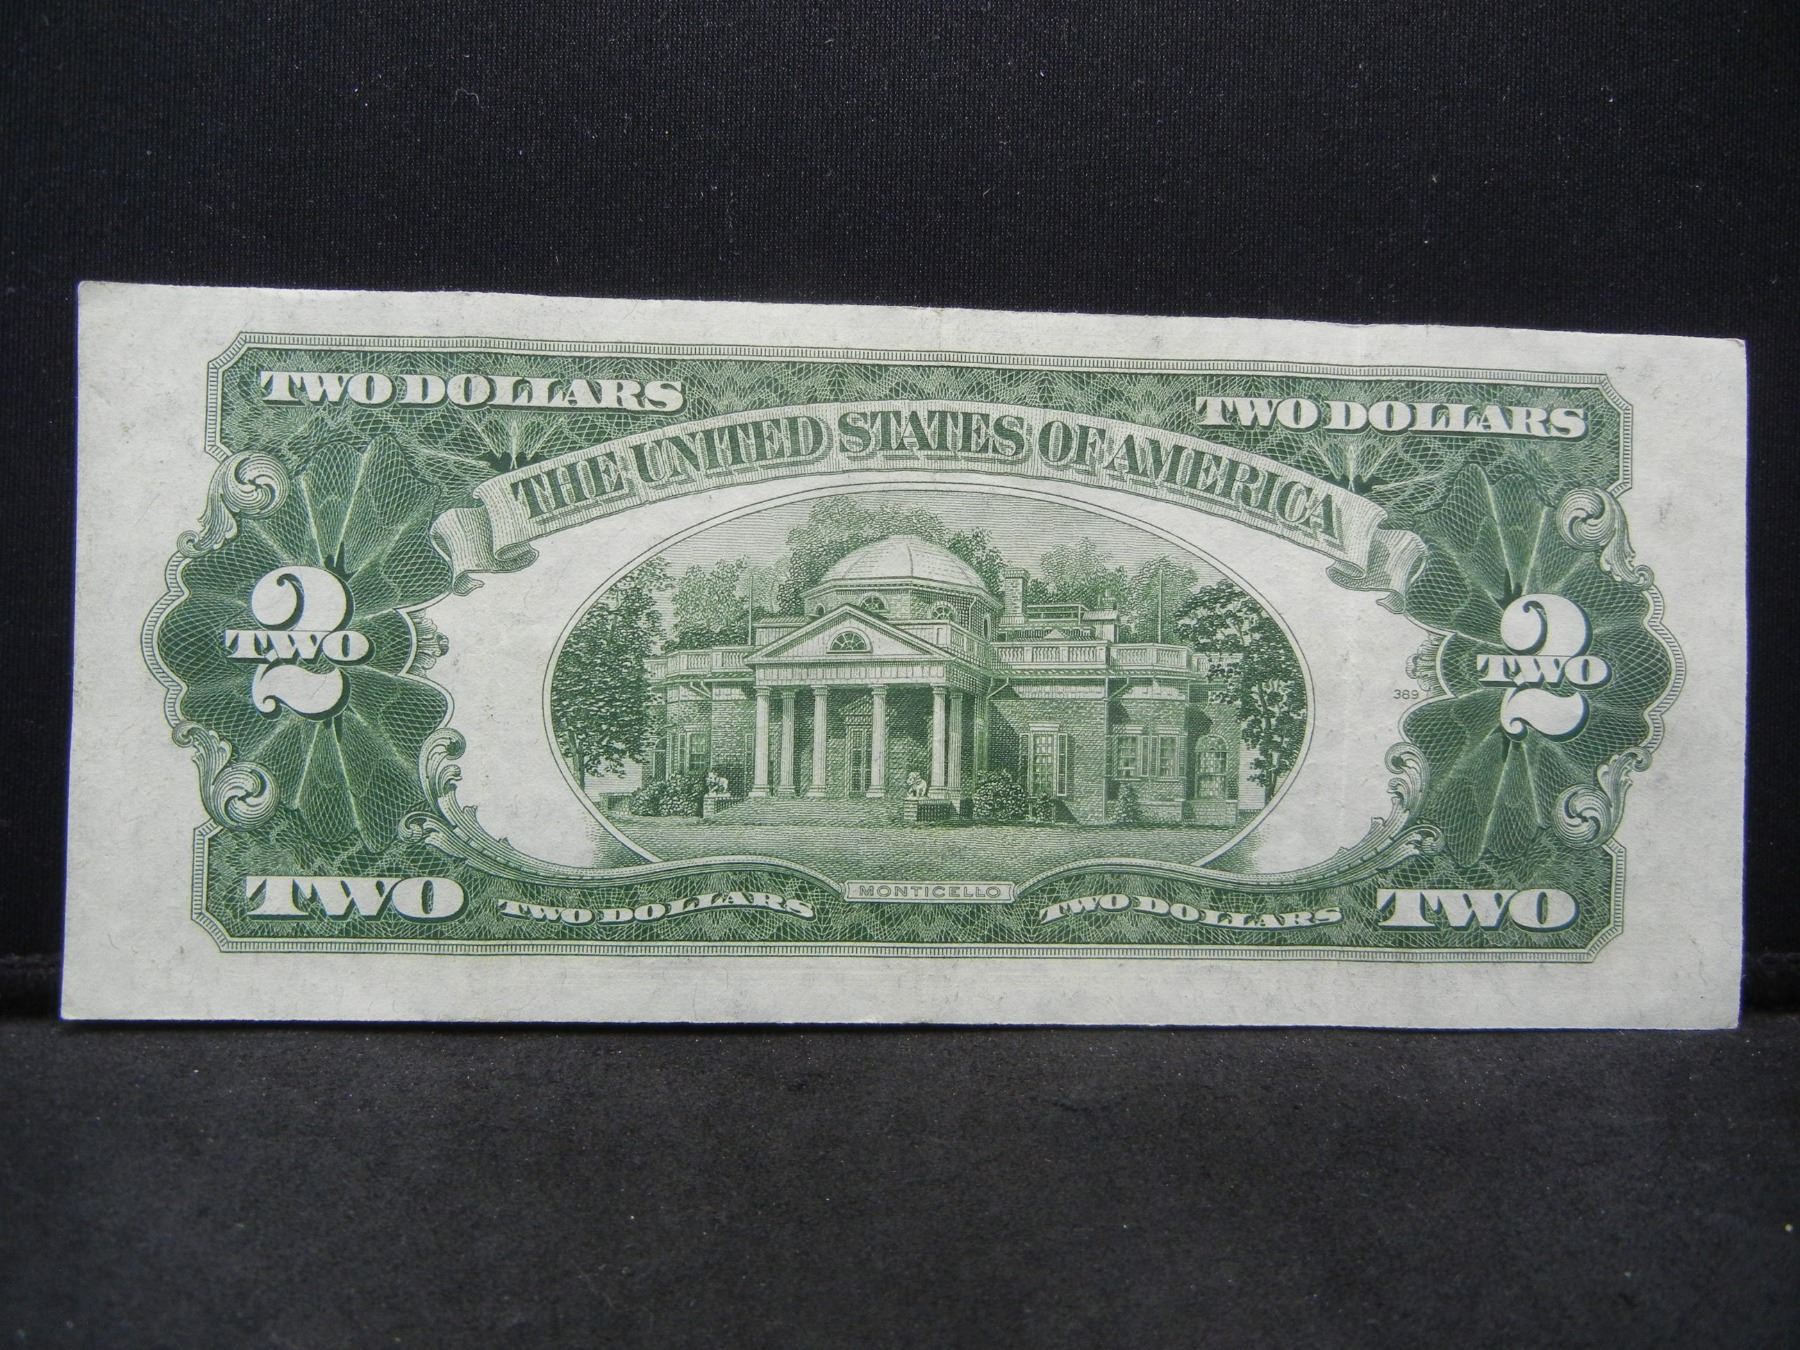 TWO DOLLARS
TWO DOLLARS
THE UNITED STATES OF AMERICA
2
TWO
2
TWO
389
MONTICELLO
TWO
TWO DOLLARS
TWO DOLLARS
TWO